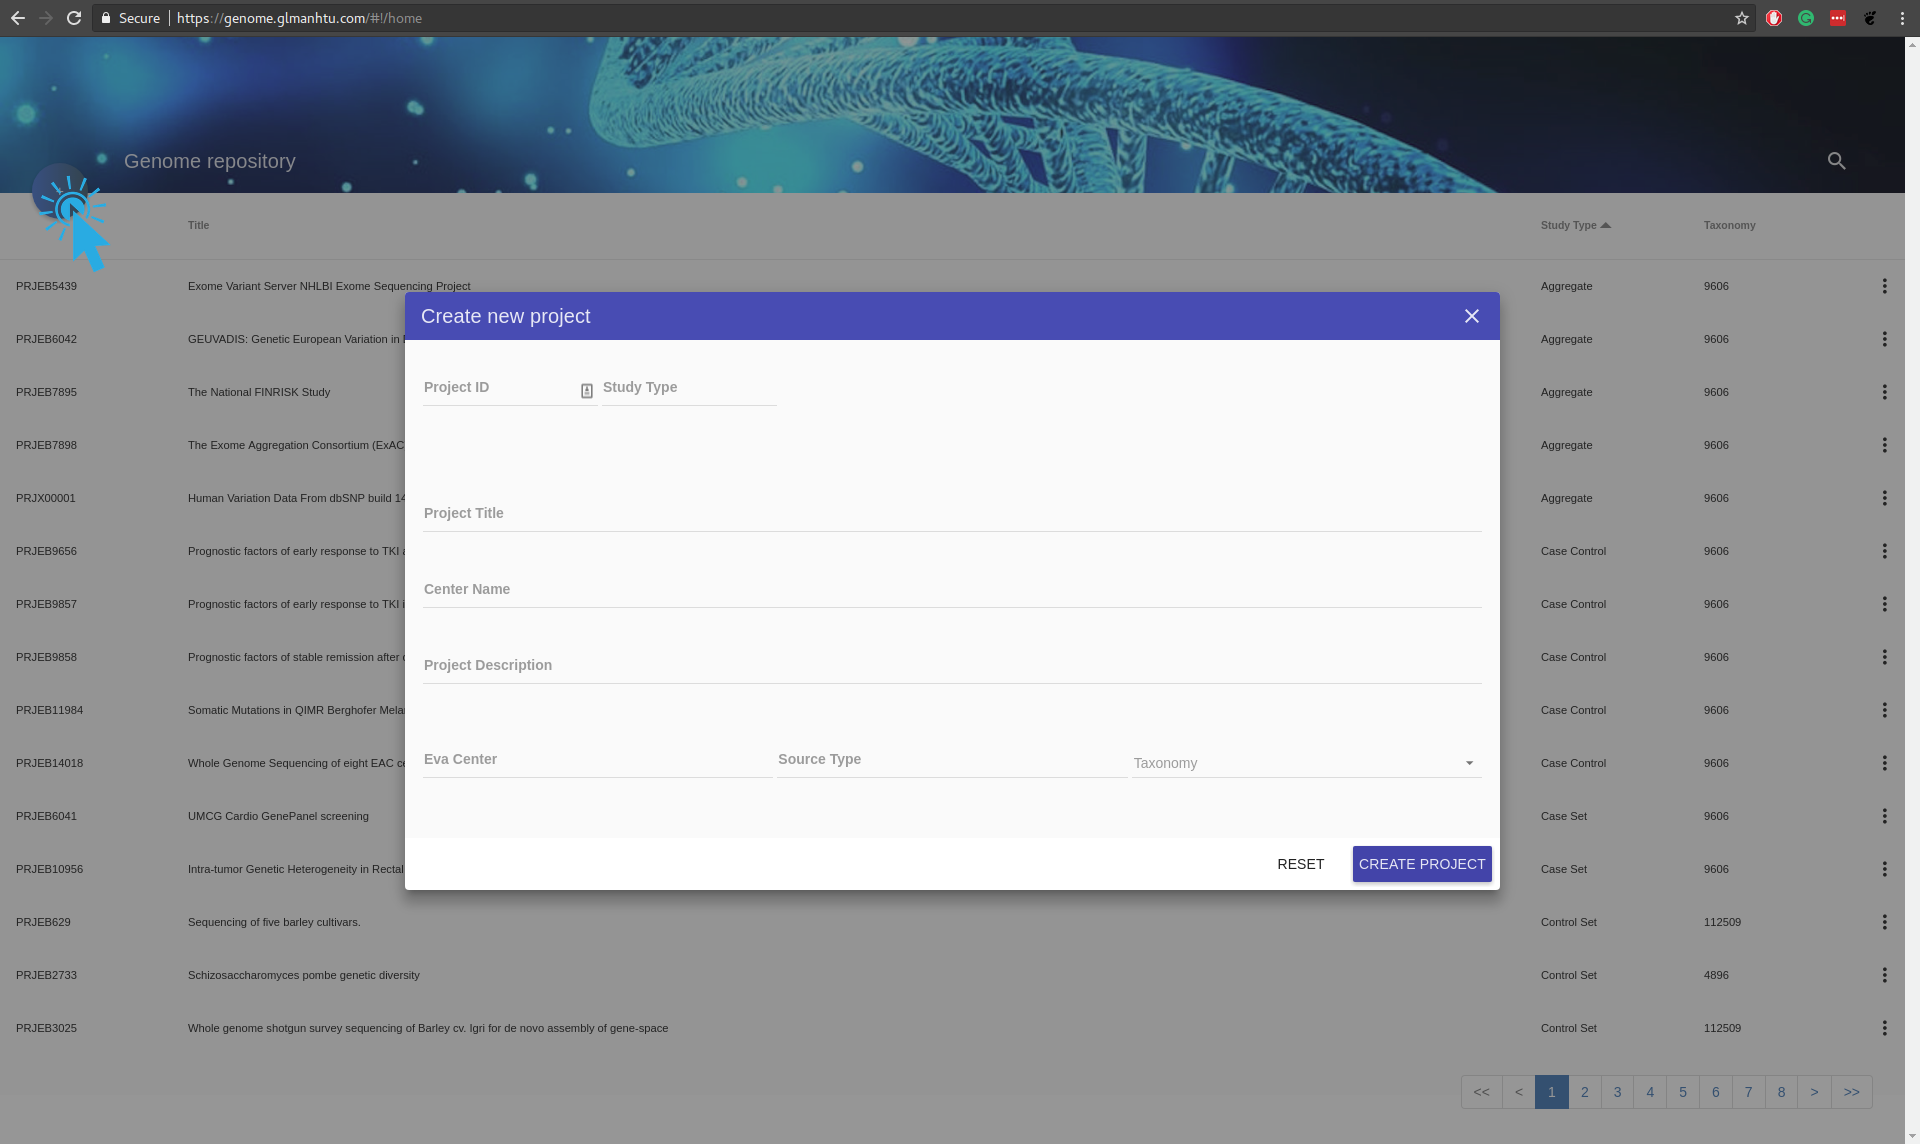 Secure https://genome.glmanhtu.com/#!/home
Genome repository
Title Study Type Taxonomy
PRJEB5439 Exome Variant Server NHLBI Exome Sequencing Project Aggregate 9606
Create new project
PRJEB6042 GEUVADIS: Genetic European Variation in Aggregate 9606
Project ID Study Type
PRJEB7895 The National FINRISK Study Aggregate 9606
PRJEB7898 The Exome Aggregation Consortium (ExAC Aggregate 9606
PRJX00001 Human Variation Data From dbSNP build 14 Aggregate 9606
Project Title
PRJEB9656 Prognostic factors of early response to TKI Case Control 9606
Center Name
PRJEB9857 Prognostic factors of early response to TKI Case Control 9606
PRJEB9858 Prognostic factors of stable remission after Case Control 9606
Project Description
PRJEB11984 Somatic Mutations in QIMR Berghofer Mela Case Control 9606
PRJEB14018 Whole Genome Sequencing of eight EAC Case Control 9606
Eva Center Source Type Taxonomy
PRJEB6041 UMCG Cardio GenePanel screening Case Set 9606
PRJEB10956 Intra-tumor Genetic Heterogeneity in Rectal Case Set 9606
RESET CREATE PROJECT
PRJEB629 Sequencing of five barley cultivars. Control Set 112509
PRJEB2733 Schizosaccharomyces pombe genetic diversity Control Set 4896
PRJEB3025 Whole genome shotgun survey sequencing of Barley cv. Igri for de novo assembly of gene-space Control Set 112509
<< < 1 2 3 4 5 6 7 8 > >>